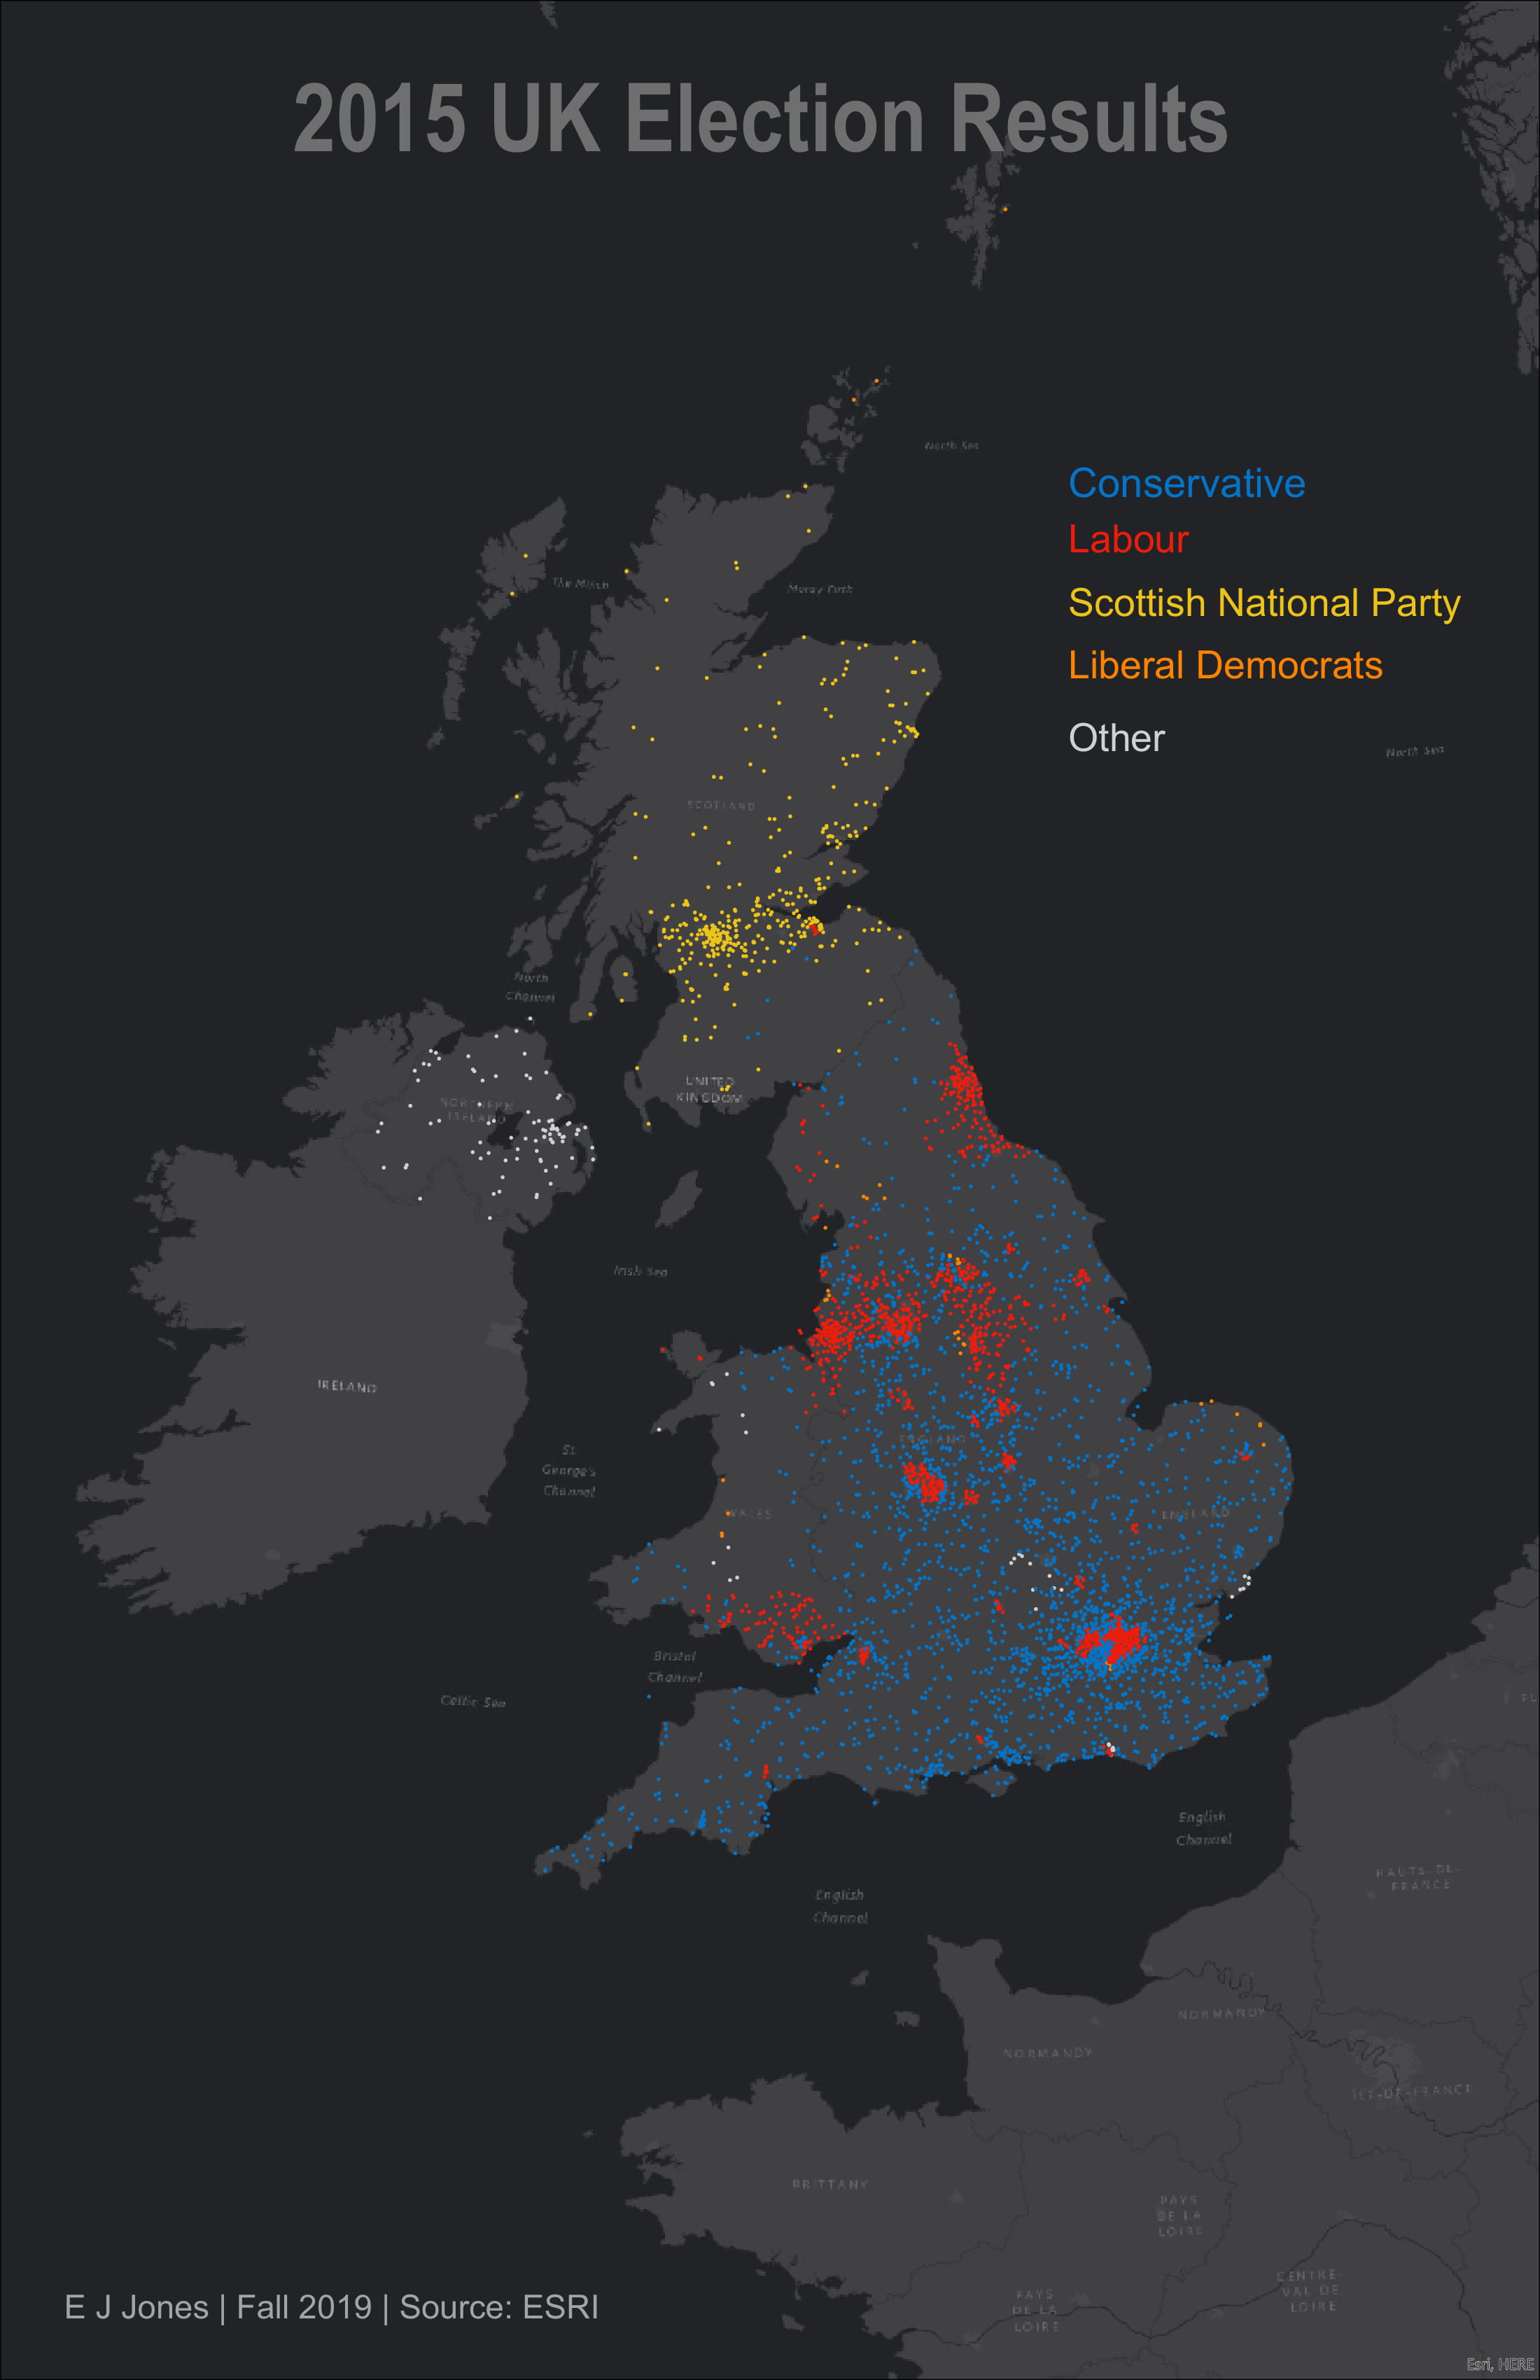 2015 UK Election Results
North Sea
Conservative
Labour
Scottish National Party
Liberal Democrats
Other
The Minch
Moray Firth
North Sea
SCOTLAND
North
Channel
UNITED
KINGDOM
NORTHERN
IRELAND
Irish Sea
IRELAND
St.
George's
Channel
ENGLAND
WALES
ENGLAND
Bristol
Channel
Celtic Sea
FL
English
Channel
HAUTS-DE-
FRANCE
English
Channel
NORMANDY
NORMANDY
ÎLE-DE-FRANCE
BRITTANY
PAYS
DE LA
LOIRE
CENTRE-
VAL DE
LOIRE
PAYS
DE LA
LOIRE
E J Jones | Fall 2019 | Source: ESRI
Esri, HERE